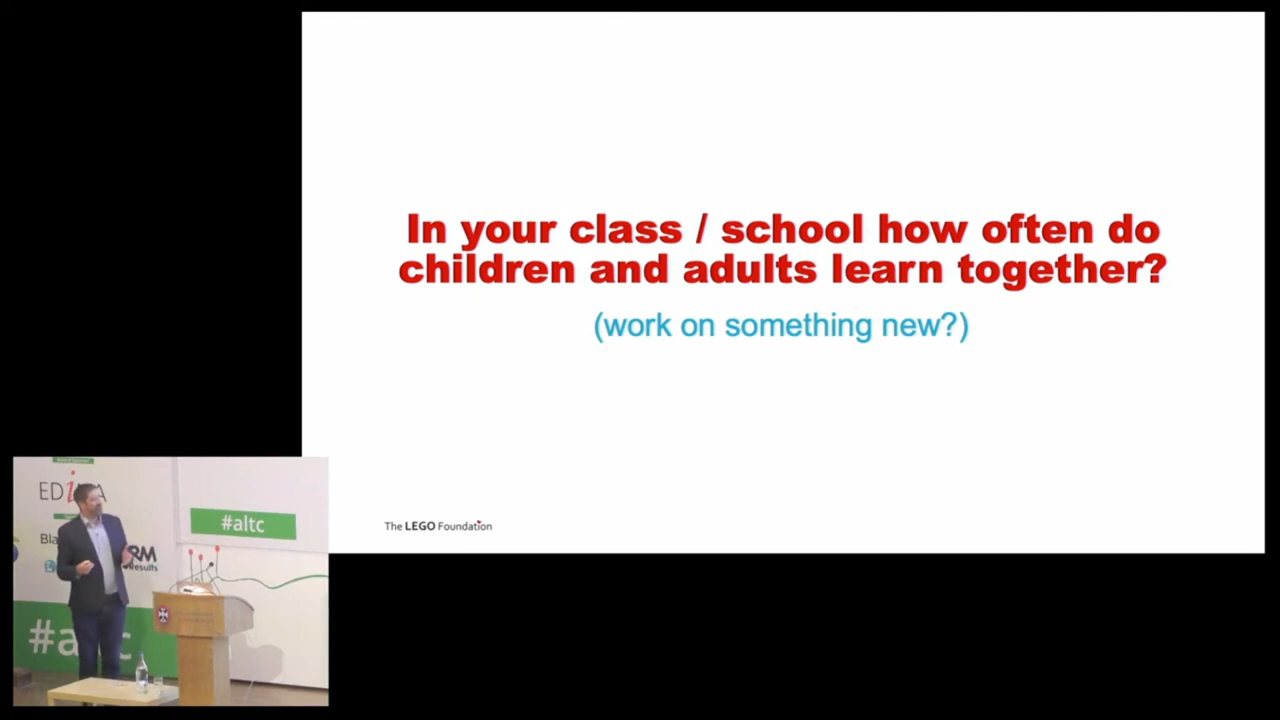 In your class / school how often do
children and adults learn together?
(work on something new?)
The LEGO Foundation
#altc